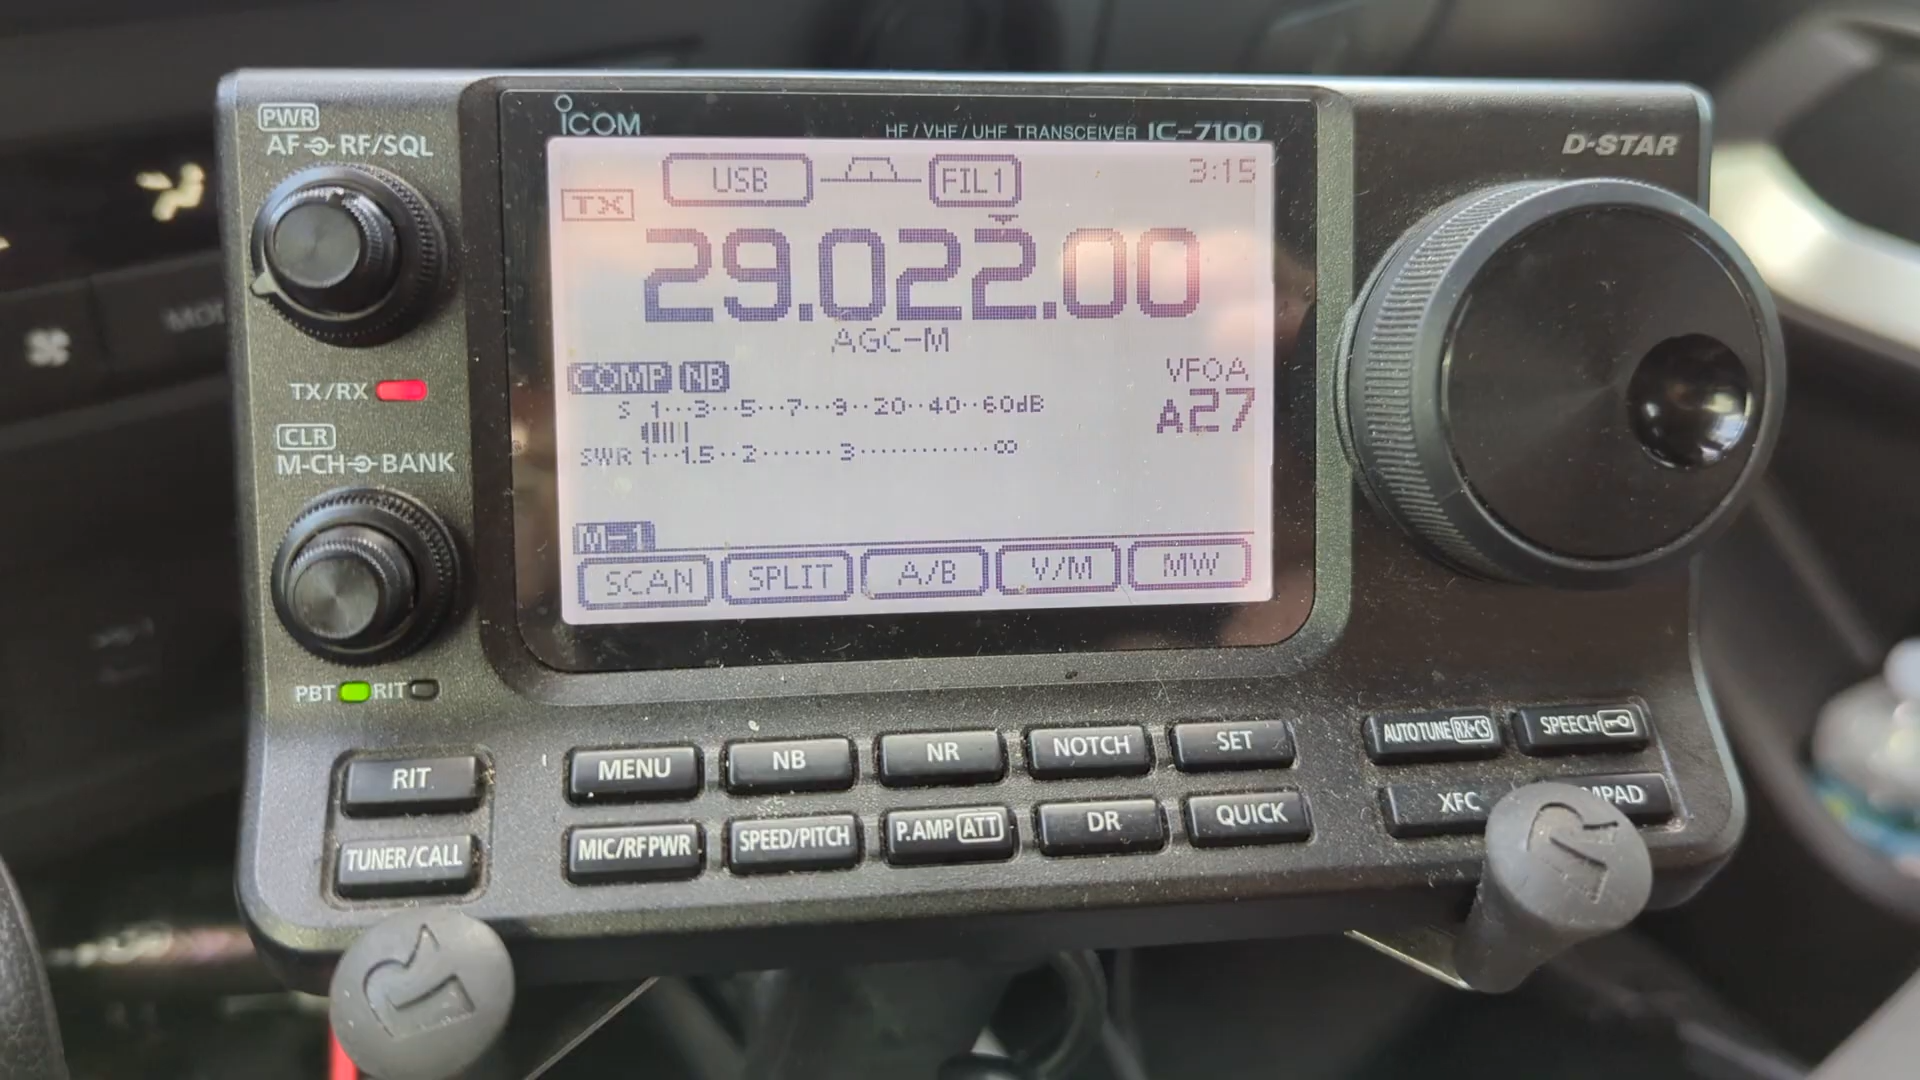 PWR
AF RF/SQL
ICOM
HF/VHF/UHF TRANSCEIVER IC-7100
D-STAR
USB
FIL1
3:15
TX
29.022.00
AGC-M
COMP NB
VFOA
A27
S 1···3···5···7···9··20··40··60dB
SWR 1···1.5··2·······3············∞
TX/RX
CLR
M-CH BANK
M-1
SCAN SPLIT A/B V/M MW
PBT RIT
RIT
TUNER/CALL
MENU NB NR NOTCH SET
MIC/RF PWR SPEED/PITCH P.AMP ATT DR QUICK
AUTOTUNE RX→CS SPEECH
XFC